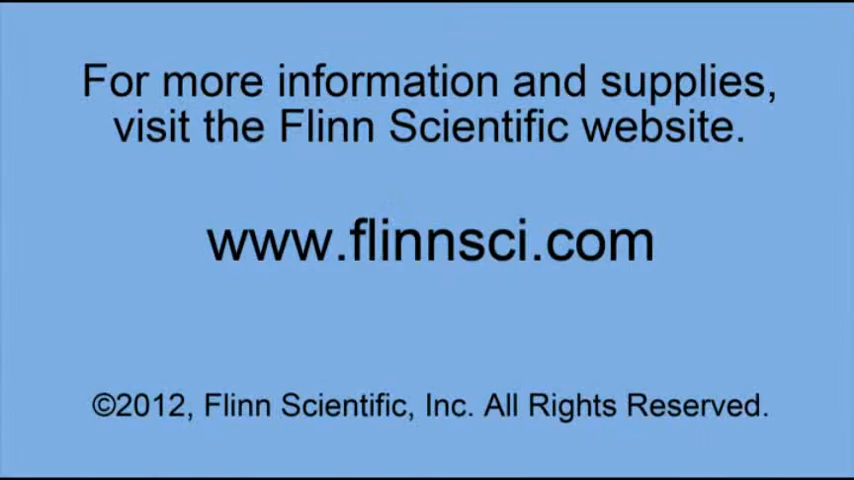 For more information and supplies,
visit the Flinn Scientific website.
www.flinnsci.com
©2012, Flinn Scientific, Inc. All Rights Reserved.